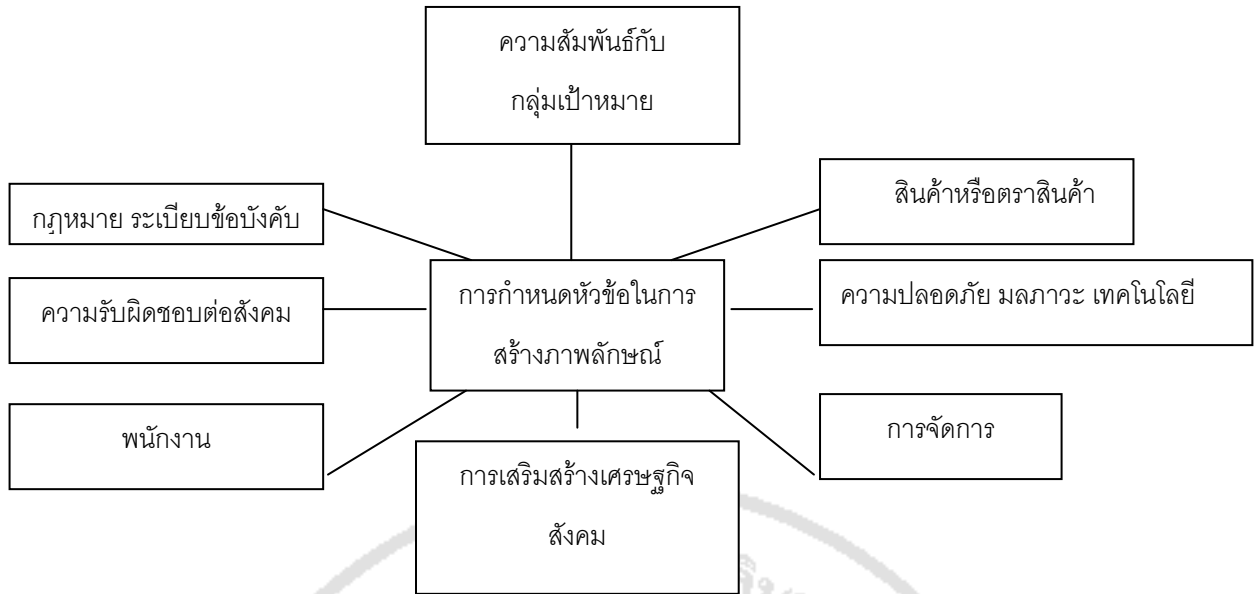 ความสัมพันธ์กับ
กลุ่มเป้าหมาย
สินค้าหรือตราสินค้า
กฎหมาย ระเบียบข้อบังคับ
การกำหนดหัวข้อในการ
สร้างภาพลักษณ์
ความปลอดภัย มลภาวะ เทคโนโลยี
ความรับผิดชอบต่อสังคม
พนักงาน
การจัดการ
การเสริมสร้างเศรษฐกิจ
สังคม